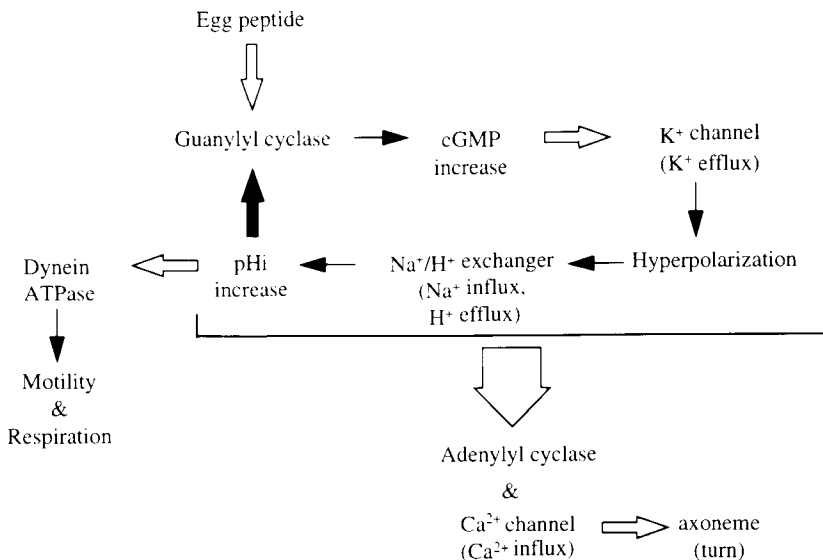 Egg peptide
Guanylyl cyclase
cGMP
increase
K⁺ channel
(K⁺ efflux)
Hyperpolarization
Na⁺/H⁺ exchanger
(Na⁺ influx,
H⁺ efflux)
pHi
increase
Dynein
ATPase
Motility
&
Respiration
Adenylyl cyclase
&
Ca²⁺ channel
(Ca²⁺ influx)
axoneme
(turn)